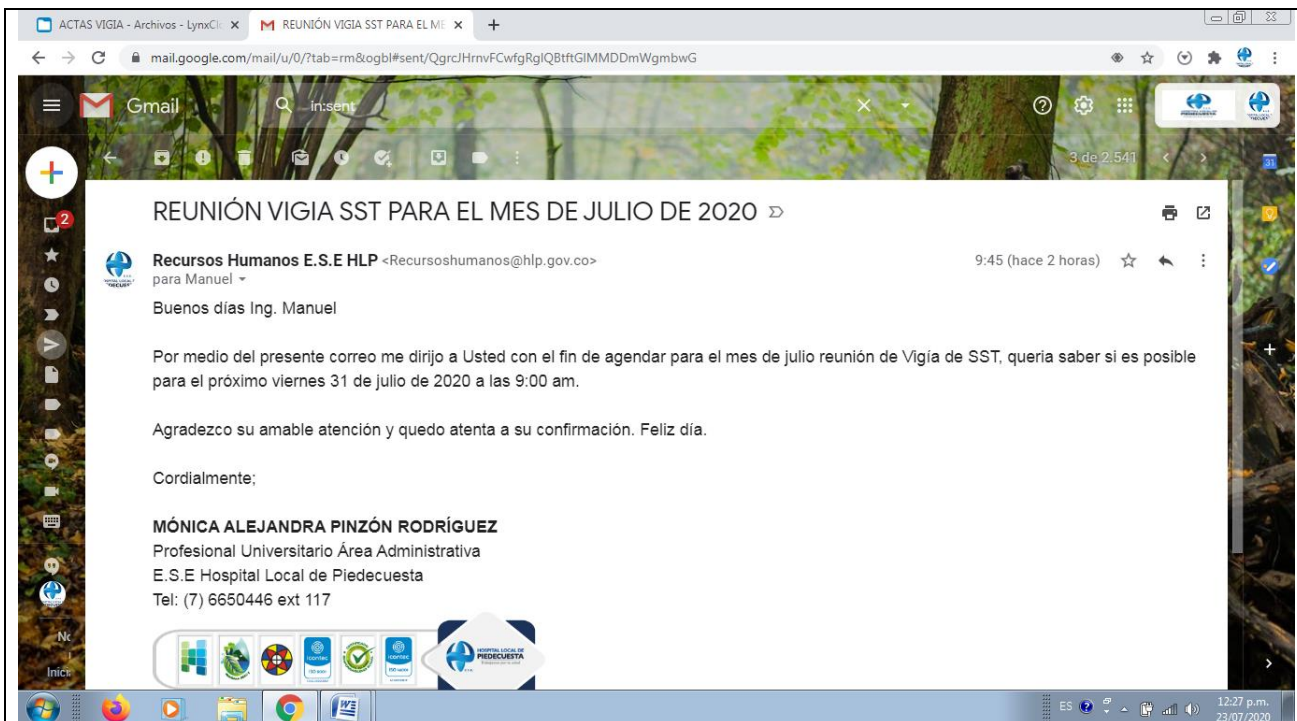 ACTAS VIGIA - Archivos - LynxCl
REUNIÓN VIGIA SST PARA EL ME
mail.google.com/mail/u/0/?tab=rm&ogbl#sent/QgrcJHrnvFCwfgRglQBtftGlMMDDmWgmbwG
Gmail
in:sent
3 de 2.541
31
2
REUNIÓN VIGIA SST PARA EL MES DE JULIO DE 2020
Recursos Humanos E.S.E HLP <Recursoshumanos@hlp.gov.co>
9:45 (hace 2 horas)
para Manuel
Buenos días Ing. Manuel
Por medio del presente correo me dirijo a Usted con el fin de agendar para el mes de julio reunión de Vigía de SST, queria saber si es posible
para el próximo viernes 31 de julio de 2020 a las 9:00 am.
Agradezco su amable atención y quedo atenta a su confirmación. Feliz día.
Cordialmente;
MÓNICA ALEJANDRA PINZÓN RODRÍGUEZ
Profesional Universitario Área Administrativa
E.S.E Hospital Local de Piedecuesta
Tel: (7) 6650446 ext 117
icontec
icontec
HOSPITAL LOCAL DE
PIEDECUESTA
ES
12:27 p.m.
23/07/2020